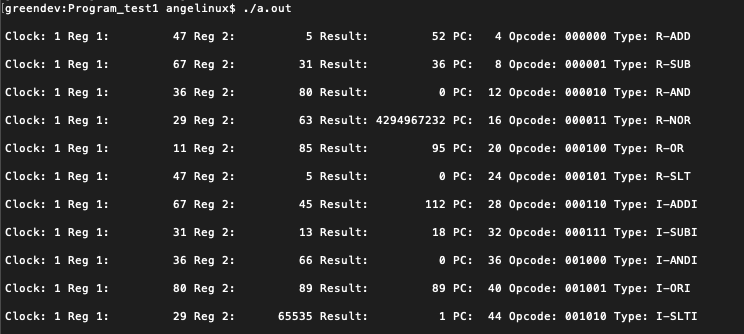 [greendev:Program_test1 angelinux$ ./a.out
Clock: 1 Reg 1: 47 Reg 2: 5 Result: 52 PC: 4 Opcode: 000000 Type: R-ADD
Clock: 1 Reg 1: 67 Reg 2: 31 Result: 36 PC: 8 Opcode: 000001 Type: R-SUB
Clock: 1 Reg 1: 36 Reg 2: 80 Result: 0 PC: 12 Opcode: 000010 Type: R-AND
Clock: 1 Reg 1: 29 Reg 2: 63 Result: 4294967232 PC: 16 Opcode: 000011 Type: R-NOR
Clock: 1 Reg 1: 11 Reg 2: 85 Result: 95 PC: 20 Opcode: 000100 Type: R-OR
Clock: 1 Reg 1: 47 Reg 2: 5 Result: 0 PC: 24 Opcode: 000101 Type: R-SLT
Clock: 1 Reg 1: 67 Reg 2: 45 Result: 112 PC: 28 Opcode: 000110 Type: I-ADDI
Clock: 1 Reg 1: 31 Reg 2: 13 Result: 18 PC: 32 Opcode: 000111 Type: I-SUBI
Clock: 1 Reg 1: 36 Reg 2: 66 Result: 0 PC: 36 Opcode: 001000 Type: I-ANDI
Clock: 1 Reg 1: 80 Reg 2: 89 Result: 89 PC: 40 Opcode: 001001 Type: I-ORI
Clock: 1 Reg 1: 29 Reg 2: 65535 Result: 1 PC: 44 Opcode: 001010 Type: I-SLTI